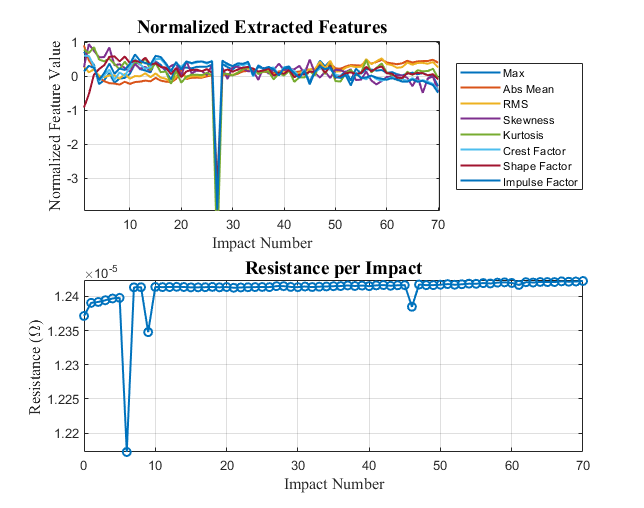 Normalized Extracted Features
Normalized Feature Value
1
0
-1
-2
-3
10
20
30
40
50
60
70
Impact Number
Max
Abs Mean
RMS
Skewness
Kurtosis
Crest Factor
Shape Factor
Impulse Factor
Resistance per Impact
×10⁻⁵
Resistance (Ω)
1.24
1.235
1.23
1.225
1.22
0
10
20
30
40
50
60
70
Impact Number